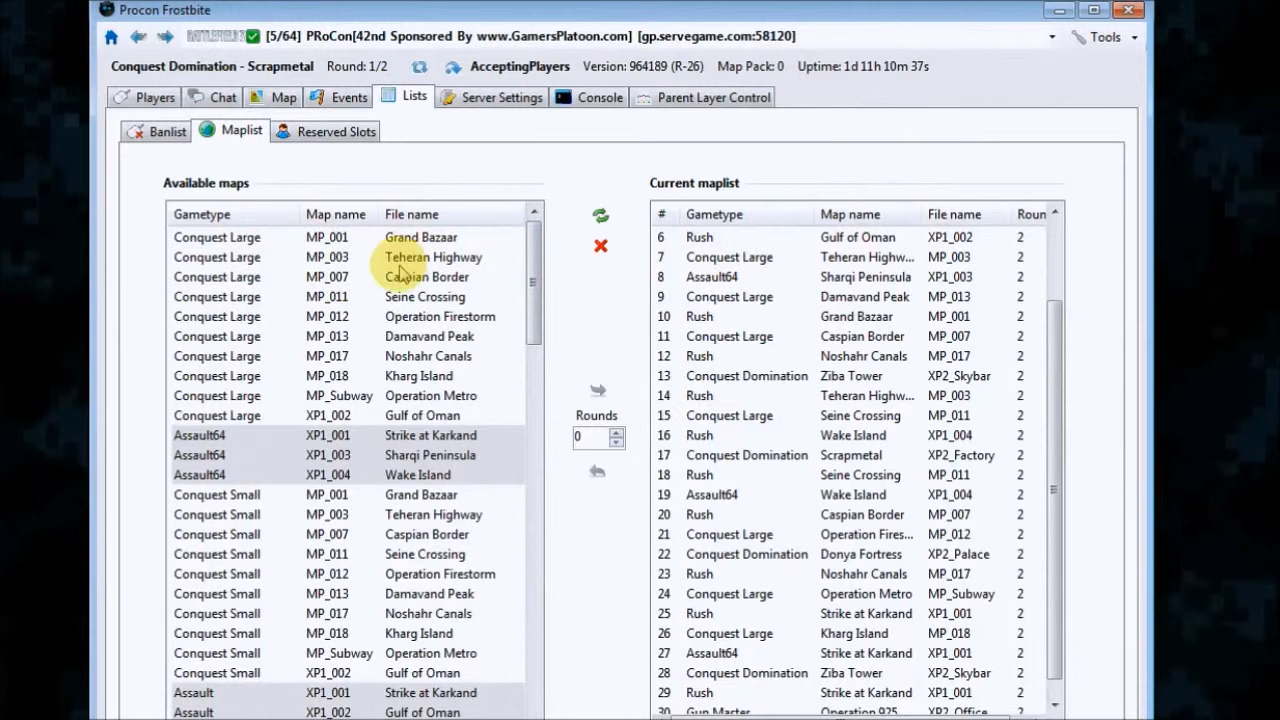 Procon Frostbite
[5/64] PRoCon[42nd Sponsored By www.GamersPlatoon.com] [gp.servegame.com:58120] Tools
Conquest Domination - Scrapmetal Round: 1/2 AcceptingPlayers Version: 964189 (R-26) Map Pack: 0 Uptime: 1d 11h 10m 37s
Players Chat Map Events Lists Server Settings Console Parent Layer Control
Banlist Maplist Reserved Slots
Available maps
Gametype Map name File name
Conquest Large MP_001 Grand Bazaar
Conquest Large MP_003 Teheran Highway
Conquest Large MP_007 Caspian Border
Conquest Large MP_011 Seine Crossing
Conquest Large MP_012 Operation Firestorm
Conquest Large MP_013 Damavand Peak
Conquest Large MP_017 Noshahr Canals
Conquest Large MP_018 Kharg Island
Conquest Large MP_Subway Operation Metro
Conquest Large XP1_002 Gulf of Oman
Assault64 XP1_001 Strike at Karkand
Assault64 XP1_003 Sharqi Peninsula
Assault64 XP1_004 Wake Island
Conquest Small MP_001 Grand Bazaar
Conquest Small MP_003 Teheran Highway
Conquest Small MP_007 Caspian Border
Conquest Small MP_011 Seine Crossing
Conquest Small MP_012 Operation Firestorm
Conquest Small MP_013 Damavand Peak
Conquest Small MP_017 Noshahr Canals
Conquest Small MP_018 Kharg Island
Conquest Small MP_Subway Operation Metro
Conquest Small XP1_002 Gulf of Oman
Assault XP1_001 Strike at Karkand
Assault XP1_002 Gulf of Oman
Rounds
0
Current maplist
# Gametype Map name File name Roun
6 Rush Gulf of Oman XP1_002 2
7 Conquest Large Teheran Highw... MP_003 2
8 Assault64 Sharqi Peninsula XP1_003 2
9 Conquest Large Damavand Peak MP_013 2
10 Rush Grand Bazaar MP_001 2
11 Conquest Large Caspian Border MP_007 2
12 Rush Noshahr Canals MP_017 2
13 Conquest Domination Ziba Tower XP2_Skybar 2
14 Rush Teheran Highw... MP_003 2
15 Conquest Large Seine Crossing MP_011 2
16 Rush Wake Island XP1_004 2
17 Conquest Domination Scrapmetal XP2_Factory 2
18 Rush Seine Crossing MP_011 2
19 Assault64 Wake Island XP1_004 2
20 Rush Caspian Border MP_007 2
21 Conquest Large Operation Fires... MP_012 2
22 Conquest Domination Donya Fortress XP2_Palace 2
23 Rush Noshahr Canals MP_017 2
24 Conquest Large Operation Metro MP_Subway 2
25 Rush Strike at Karkand XP1_001 2
26 Conquest Large Kharg Island MP_018 2
27 Assault64 Strike at Karkand XP1_001 2
28 Conquest Domination Ziba Tower XP2_Skybar 2
29 Rush Strike at Karkand XP1_001 2
30 Gun Master Operation 925 XP2_Office 2